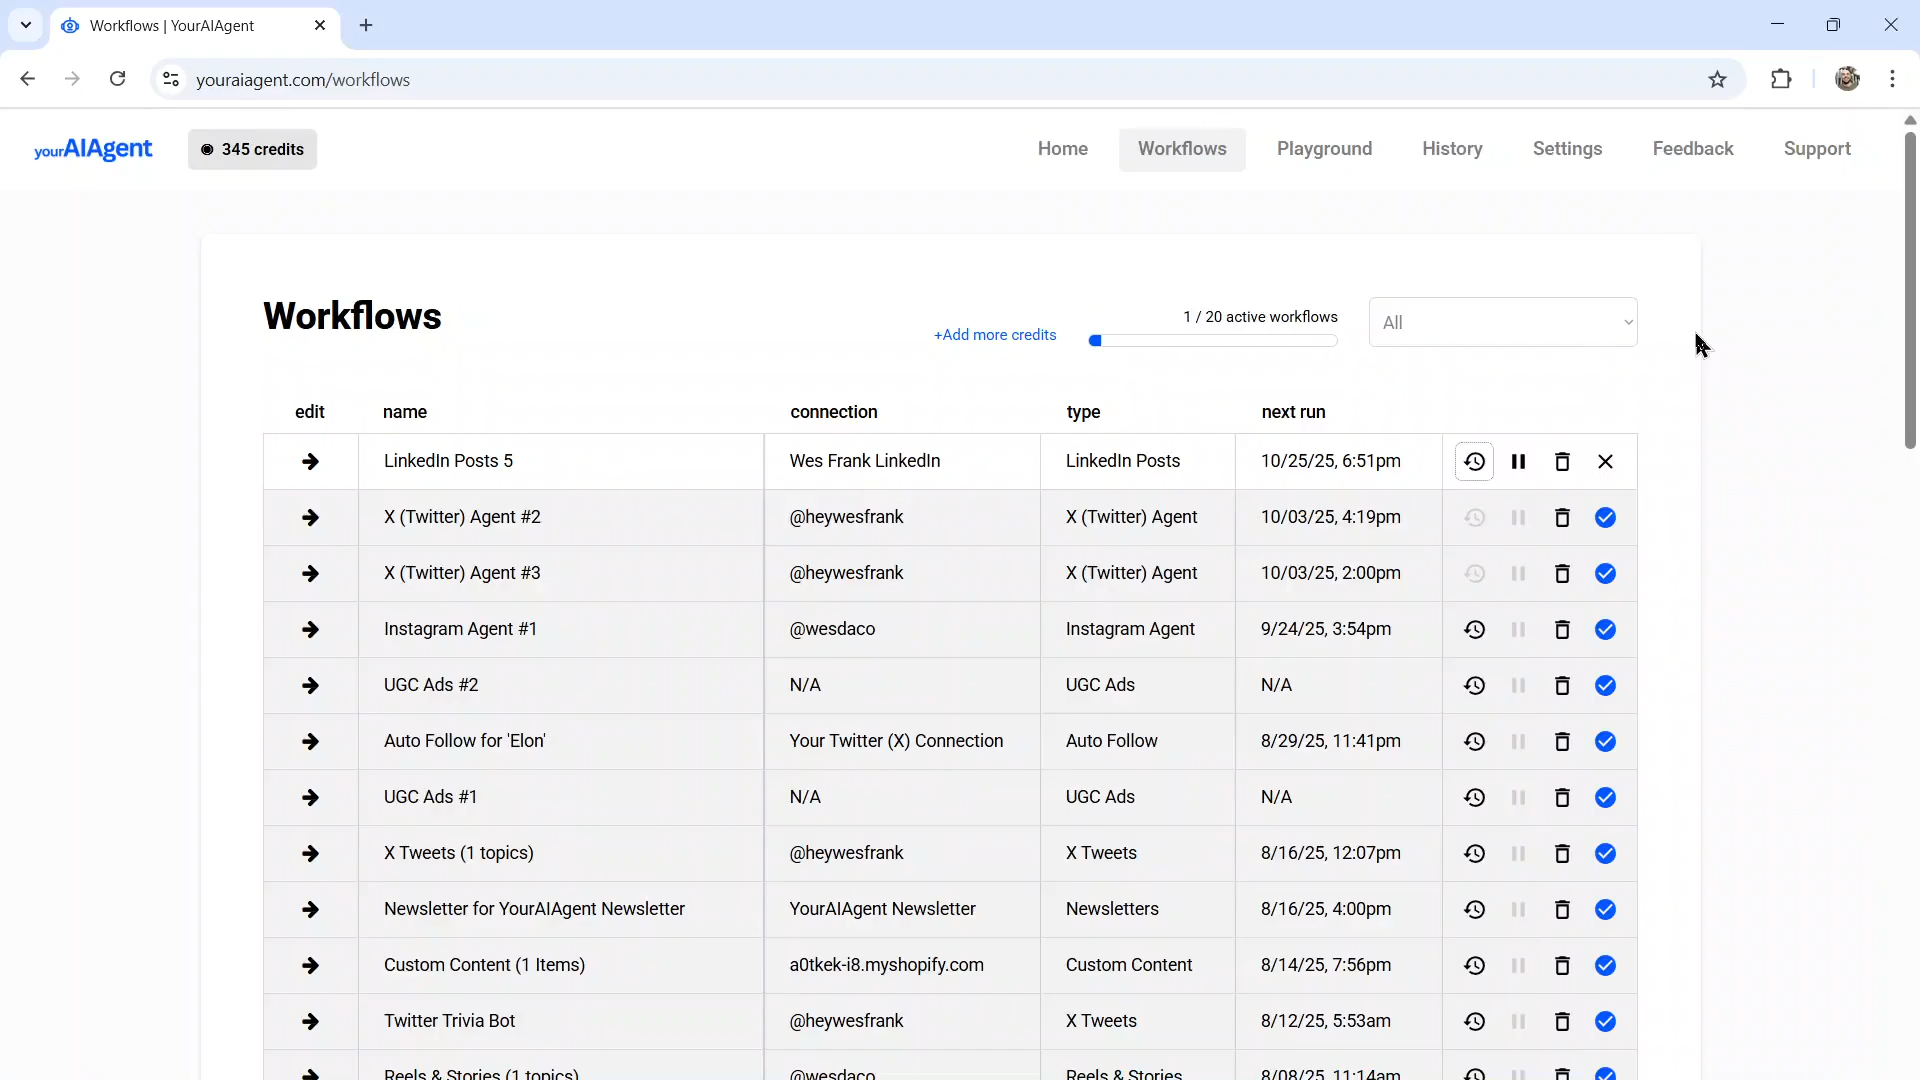 Workflows | YourAIAgent
youraiagent.com/workflows
yourAIAgent
345 credits
Home
Workflows
Playground
History
Settings
Feedback
Support
Workflows
+Add more credits
1 / 20 active workflows
All
edit name connection type next run
LinkedIn Posts 5 Wes Frank LinkedIn LinkedIn Posts 10/25/25, 6:51pm
X (Twitter) Agent #2 @heywesfrank X (Twitter) Agent 10/03/25, 4:19pm
X (Twitter) Agent #3 @heywesfrank X (Twitter) Agent 10/03/25, 2:00pm
Instagram Agent #1 @wesdaco Instagram Agent 9/24/25, 3:54pm
UGC Ads #2 N/A UGC Ads N/A
Auto Follow for 'Elon' Your Twitter (X) Connection Auto Follow 8/29/25, 11:41pm
UGC Ads #1 N/A UGC Ads N/A
X Tweets (1 topics) @heywesfrank X Tweets 8/16/25, 12:07pm
Newsletter for YourAIAgent Newsletter YourAIAgent Newsletter Newsletters 8/16/25, 4:00pm
Custom Content (1 Items) a0tkek-i8.myshopify.com Custom Content 8/14/25, 7:56pm
Twitter Trivia Bot @heywesfrank X Tweets 8/12/25, 5:53am
Reels & Stories (1 topics) @wesdaco Reels & Stories 8/08/25, 11:14am